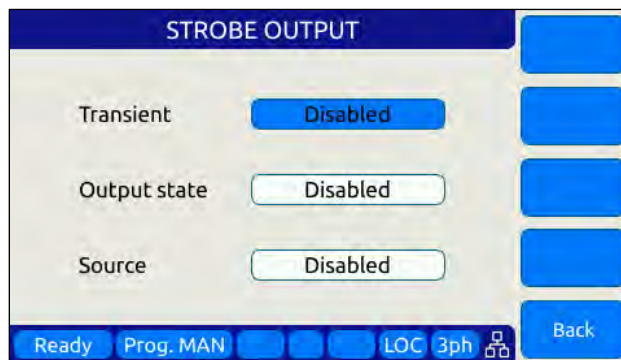 STROBE OUTPUT
Transient Disabled
Output state Disabled
Source Disabled
Back
Ready Prog. MAN LOC 3ph